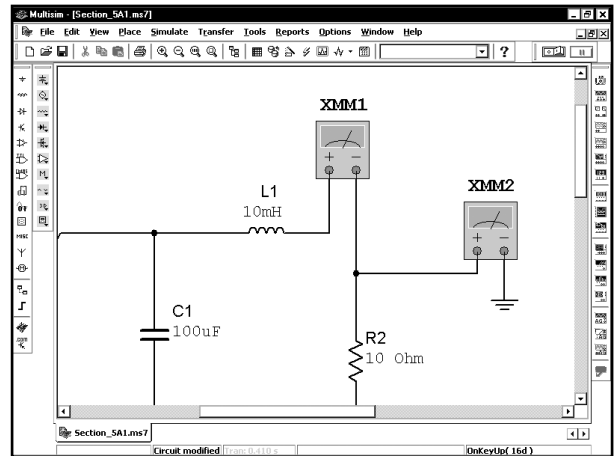 Multisim - [Section_5A1.ms7]
File Edit View Place Simulate Transfer Tools Reports Options Window Help
XMM1
+ −
L1
10mH
XMM2
+ −
C1
100uF
R2
10 Ohm
MISC
Section_5A1.ms7
Circuit modified Tran: 0.410 s OnKeyUp( 16d )